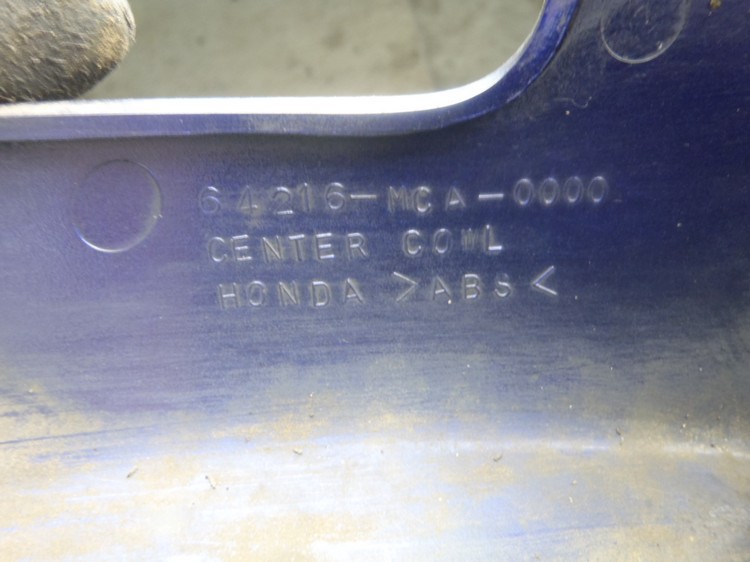 64216-MCA-0000
CENTER COWL
HONDA >ABS<